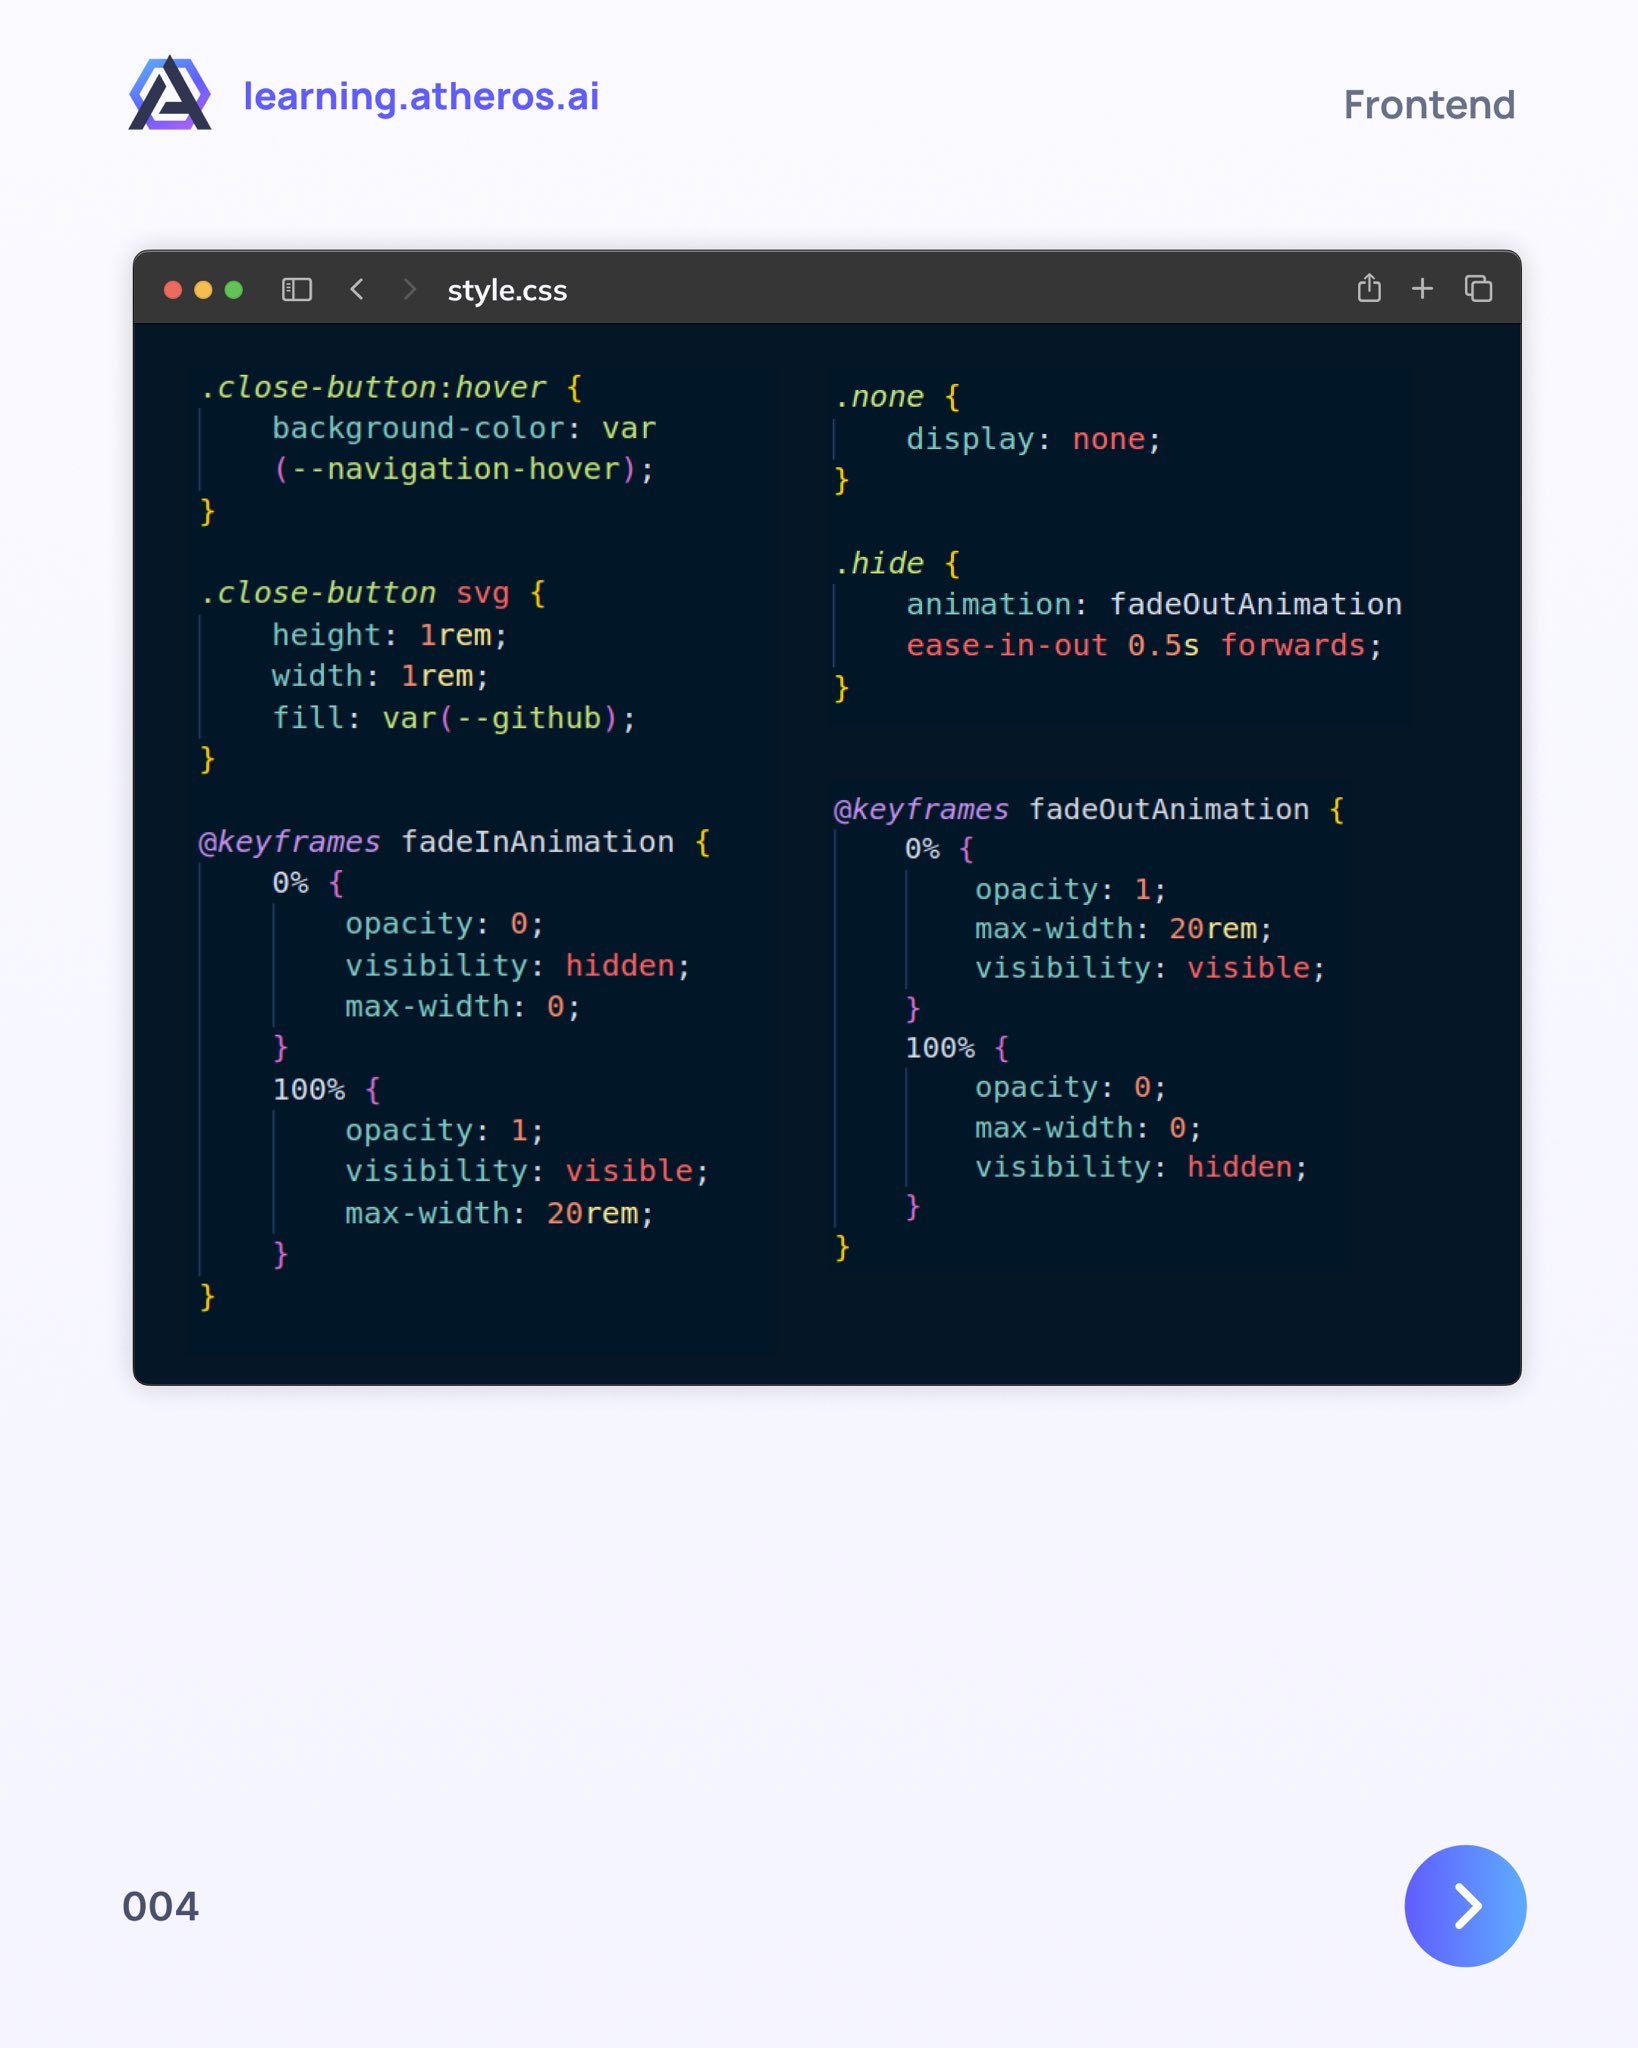 learning.atheros.ai
Frontend
style.css
.close-button:hover {
    background-color: var
    (--navigation-hover);
}

.close-button svg {
    height: 1rem;
    width: 1rem;
    fill: var(--github);
}

@keyframes fadeInAnimation {
    0% {
        opacity: 0;
        visibility: hidden;
        max-width: 0;
    }
    100% {
        opacity: 1;
        visibility: visible;
        max-width: 20rem;
    }
}

.none {
    display: none;
}

.hide {
    animation: fadeOutAnimation
    ease-in-out 0.5s forwards;
}

@keyframes fadeOutAnimation {
    0% {
        opacity: 1;
        max-width: 20rem;
        visibility: visible;
    }
    100% {
        opacity: 0;
        max-width: 0;
        visibility: hidden;
    }
}
004